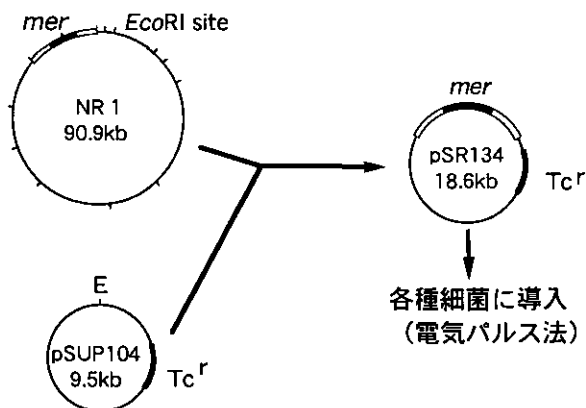 mer
EcoRI site
NR 1
90.9kb
mer
pSR134
18.6kb
Tcʳ
E
pSUP104
9.5kb
Tcʳ
各種細菌に導入
（電気パルス法）